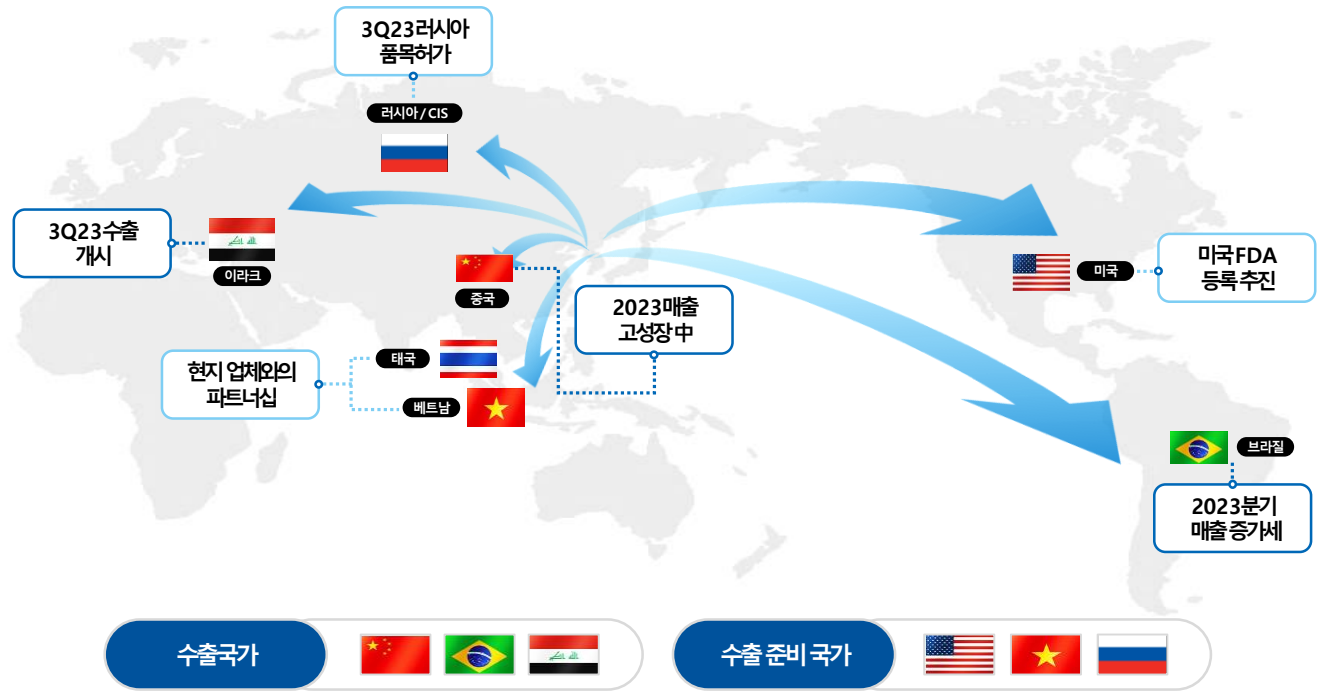 3Q23러시아
품목허가
러시아/CIS
3Q23수출
개시
이라크
중국
2023매출
고성장 中
미국
미국FDA
등록 추진
현지 업체와의
파트너십
태국
베트남
브라질
2023분기
매출 증가세
수출국가
수출 준비 국가